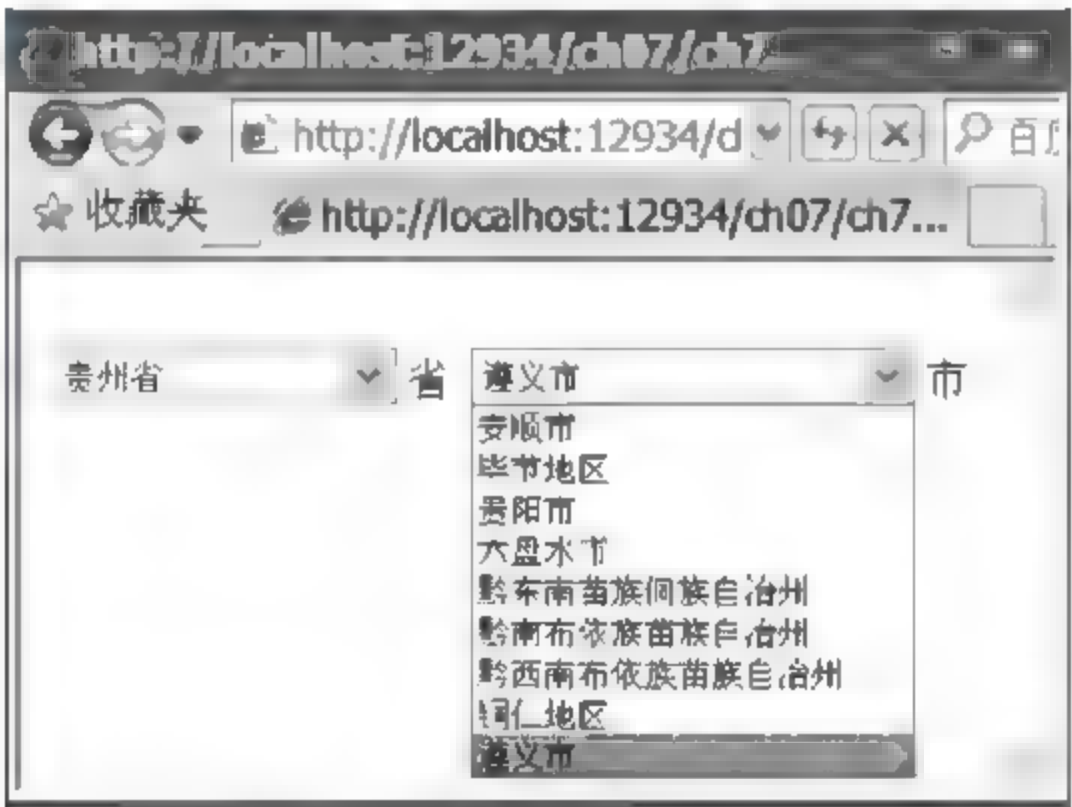 http://localhost:12934/ch07/ch7
http://localhost:12934/d
收藏夹 http://localhost:12934/ch07/ch7...
贵州省 省 遵义市 市
安顺市
毕节地区
贵阳市
六盘水市
黔东南苗族侗族自治州
黔南布依族苗族自治州
黔西南布依族苗族自治州
铜仁地区
遵义市